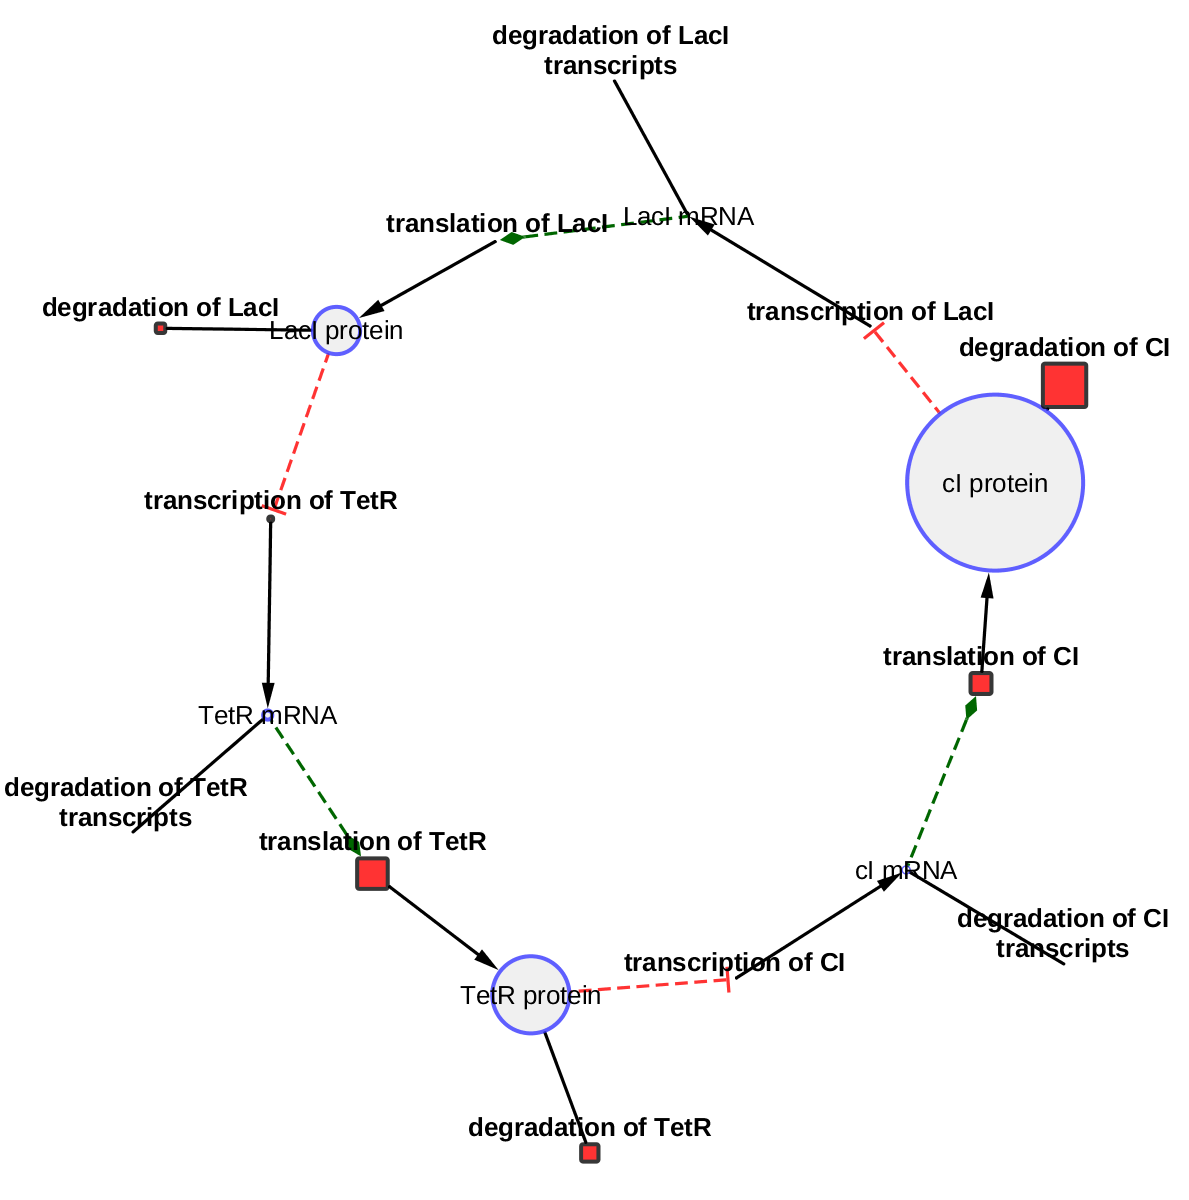 degradation of LacI
transcripts
LacI mRNA
translation of LacI
degradation of LacI
LacI protein
transcription of LacI
degradation of CI
cI protein
transcription of TetR
translation of CI
TetR mRNA
degradation of TetR
transcripts
translation of TetR
cI mRNA
degradation of CI
transcripts
transcription of CI
TetR protein
degradation of TetR